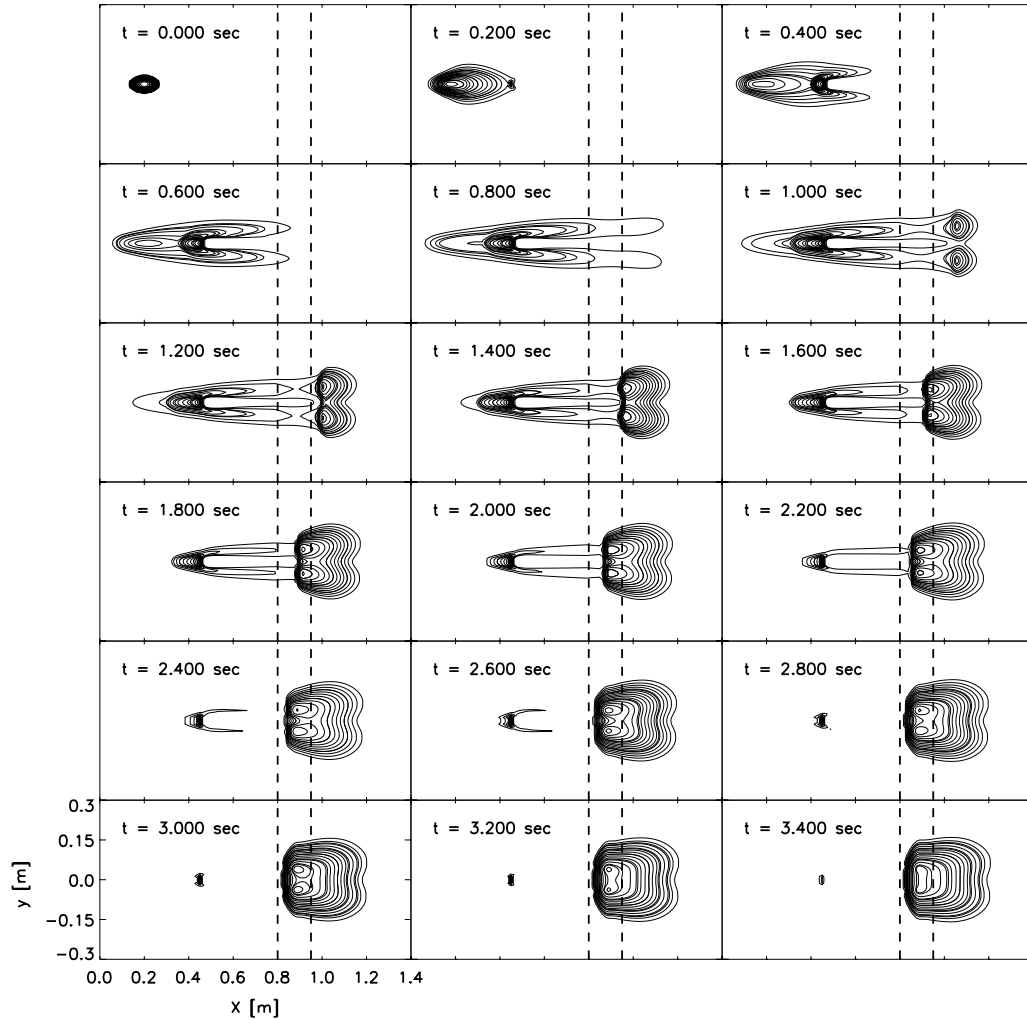 t = 0.000 sec
t = 0.200 sec
t = 0.400 sec
t = 0.600 sec
t = 0.800 sec
t = 1.000 sec
t = 1.200 sec
t = 1.400 sec
t = 1.600 sec
t = 1.800 sec
t = 2.000 sec
t = 2.200 sec
t = 2.400 sec
t = 2.600 sec
t = 2.800 sec
t = 3.000 sec
t = 3.200 sec
t = 3.400 sec
0.3
0.15
0.0
−0.15
−0.3
y [m]
0.0 0.2 0.4 0.6 0.8 1.0 1.2 1.4
X [m]